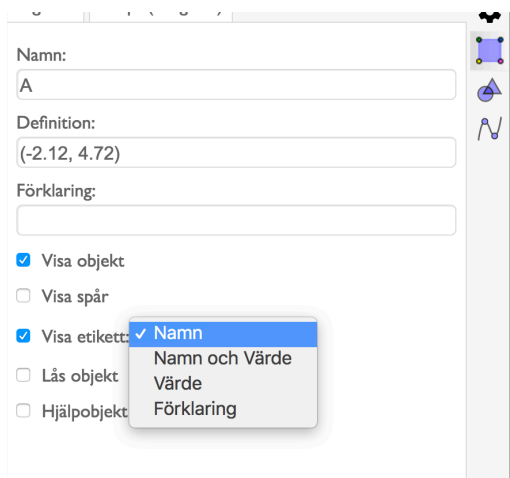 Namn:
A
Definition:
(-2.12, 4.72)
Förklaring:
Visa objekt
Visa spår
Visa etikett: ✓ Namn
Namn och Värde
Värde
Förklaring
Lås objekt
Hjälpobjekt